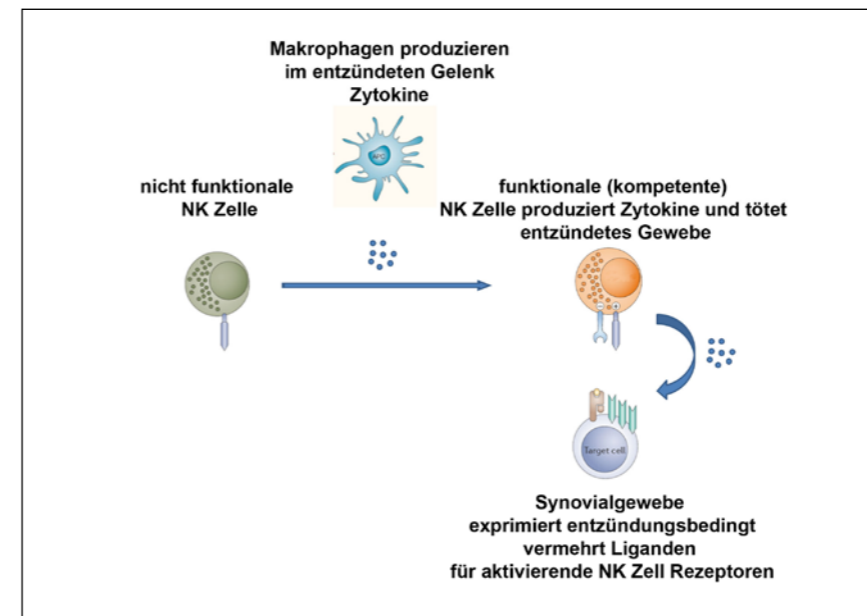 Makrophagen produzieren
im entzündeten Gelenk
Zytokine
APC
nicht funktionale
NK Zelle
funktionale (kompetente)
NK Zelle produziert Zytokine und tötet
entzündetes Gewebe
- +
Target cell
Synovialgewebe
exprimiert entzündungsbedingt
vermehrt Liganden
für aktivierende NK Zell Rezeptoren